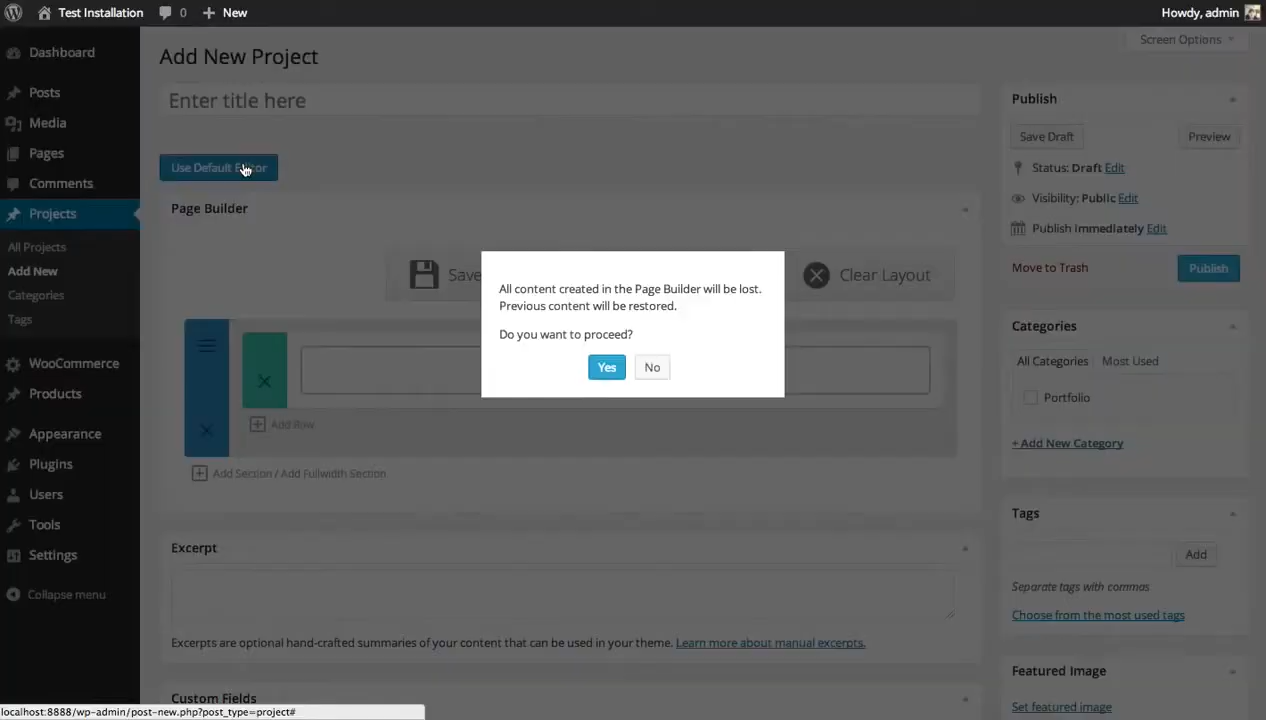 Test Installation 0 New Howdy, admin
Screen Options
Dashboard
Posts
Media
Pages
Comments
Projects
All Projects
Add New
Categories
Tags
WooCommerce
Products
Appearance
Plugins
Users
Tools
Settings
Collapse menu
Add New Project
Enter title here
Use Default Editor
Page Builder
Save
Clear Layout
All content created in the Page Builder will be lost.
Previous content will be restored.
Do you want to proceed?
Yes No
Add Row
Add Section / Add Fullwidth Section
Excerpt
Excerpts are optional hand-crafted summaries of your content that can be used in your theme. Learn more about manual excerpts.
Custom Fields
Publish
Save Draft Preview
Status: Draft Edit
Visibility: Public Edit
Publish immediately Edit
Move to Trash Publish
Categories
All Categories Most Used
Portfolio
+ Add New Category
Tags
Add
Separate tags with commas
Choose from the most used tags
Featured Image
Set featured image
localhost:8888/wp-admin/post-new.php?post_type=project#